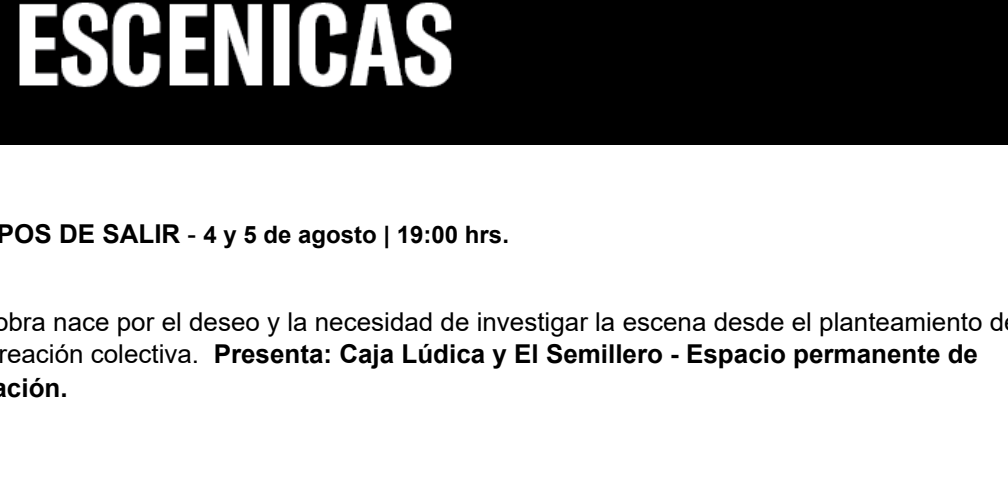 ESCENICAS
POS DE SALIR - 4 y 5 de agosto | 19:00 hrs.
obra nace por el deseo y la necesidad de investigar la escena desde el planteamiento de
reación colectiva. Presenta: Caja Lúdica y El Semillero - Espacio permanente de
ación.